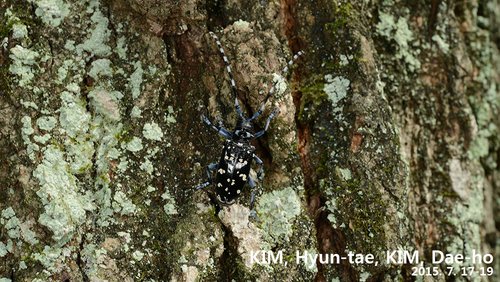 KIM, Hyun-tae, KIM, Dae-ho
2015. 7. 17-19